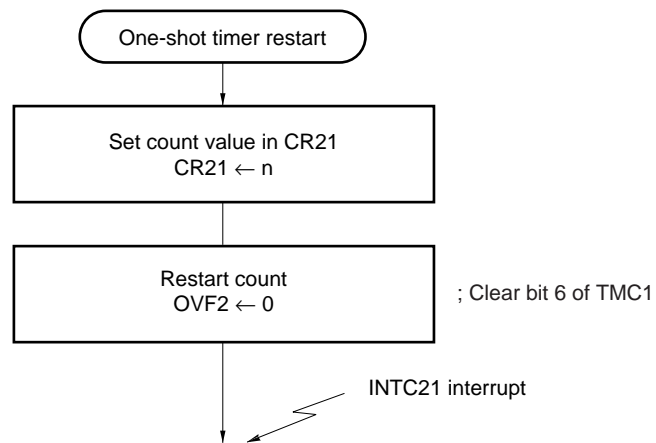 One-shot timer restart
Set count value in CR21
CR21 ← n
Restart count
OVF2 ← 0
; Clear bit 6 of TMC1
INTC21 interrupt